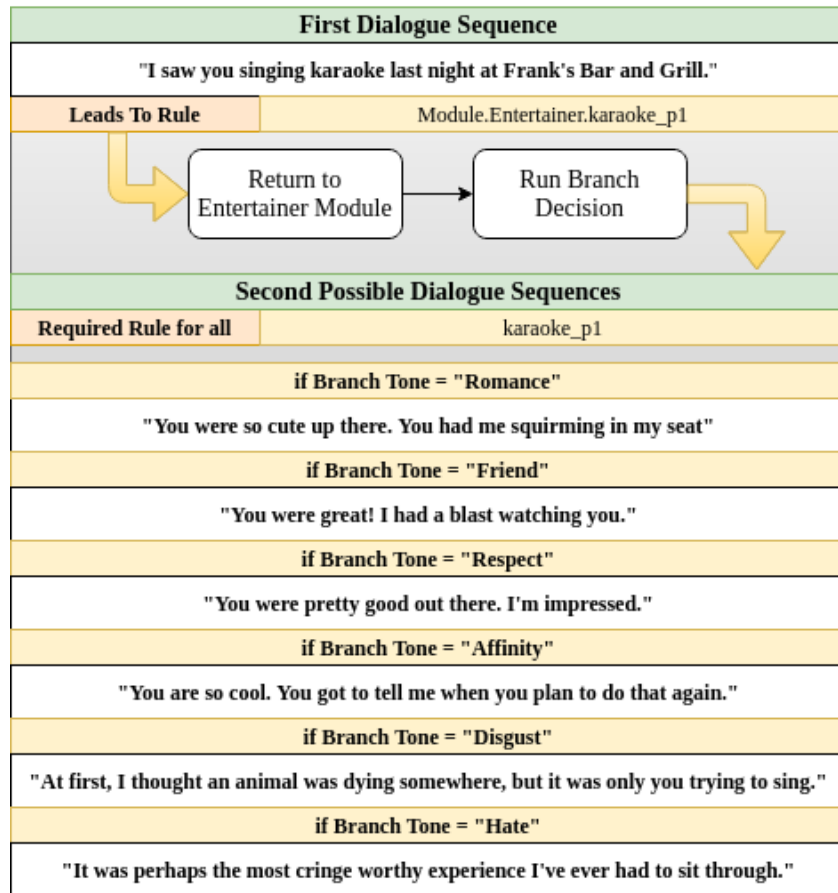 First Dialogue Sequence
"I saw you singing karaoke last night at Frank's Bar and Grill."
Leads To Rule
Module.Entertainer.karaoke_p1
Return to
Entertainer Module
Run Branch
Decision
Second Possible Dialogue Sequences
Required Rule for all
karaoke_p1
if Branch Tone = "Romance"
"You were so cute up there. You had me squirming in my seat"
if Branch Tone = "Friend"
"You were great! I had a blast watching you."
if Branch Tone = "Respect"
"You were pretty good out there. I'm impressed."
if Branch Tone = "Affinity"
"You are so cool. You got to tell me when you plan to do that again."
if Branch Tone = "Disgust"
"At first, I thought an animal was dying somewhere, but it was only you trying to sing."
if Branch Tone = "Hate"
"It was perhaps the most cringe worthy experience I've ever had to sit through."